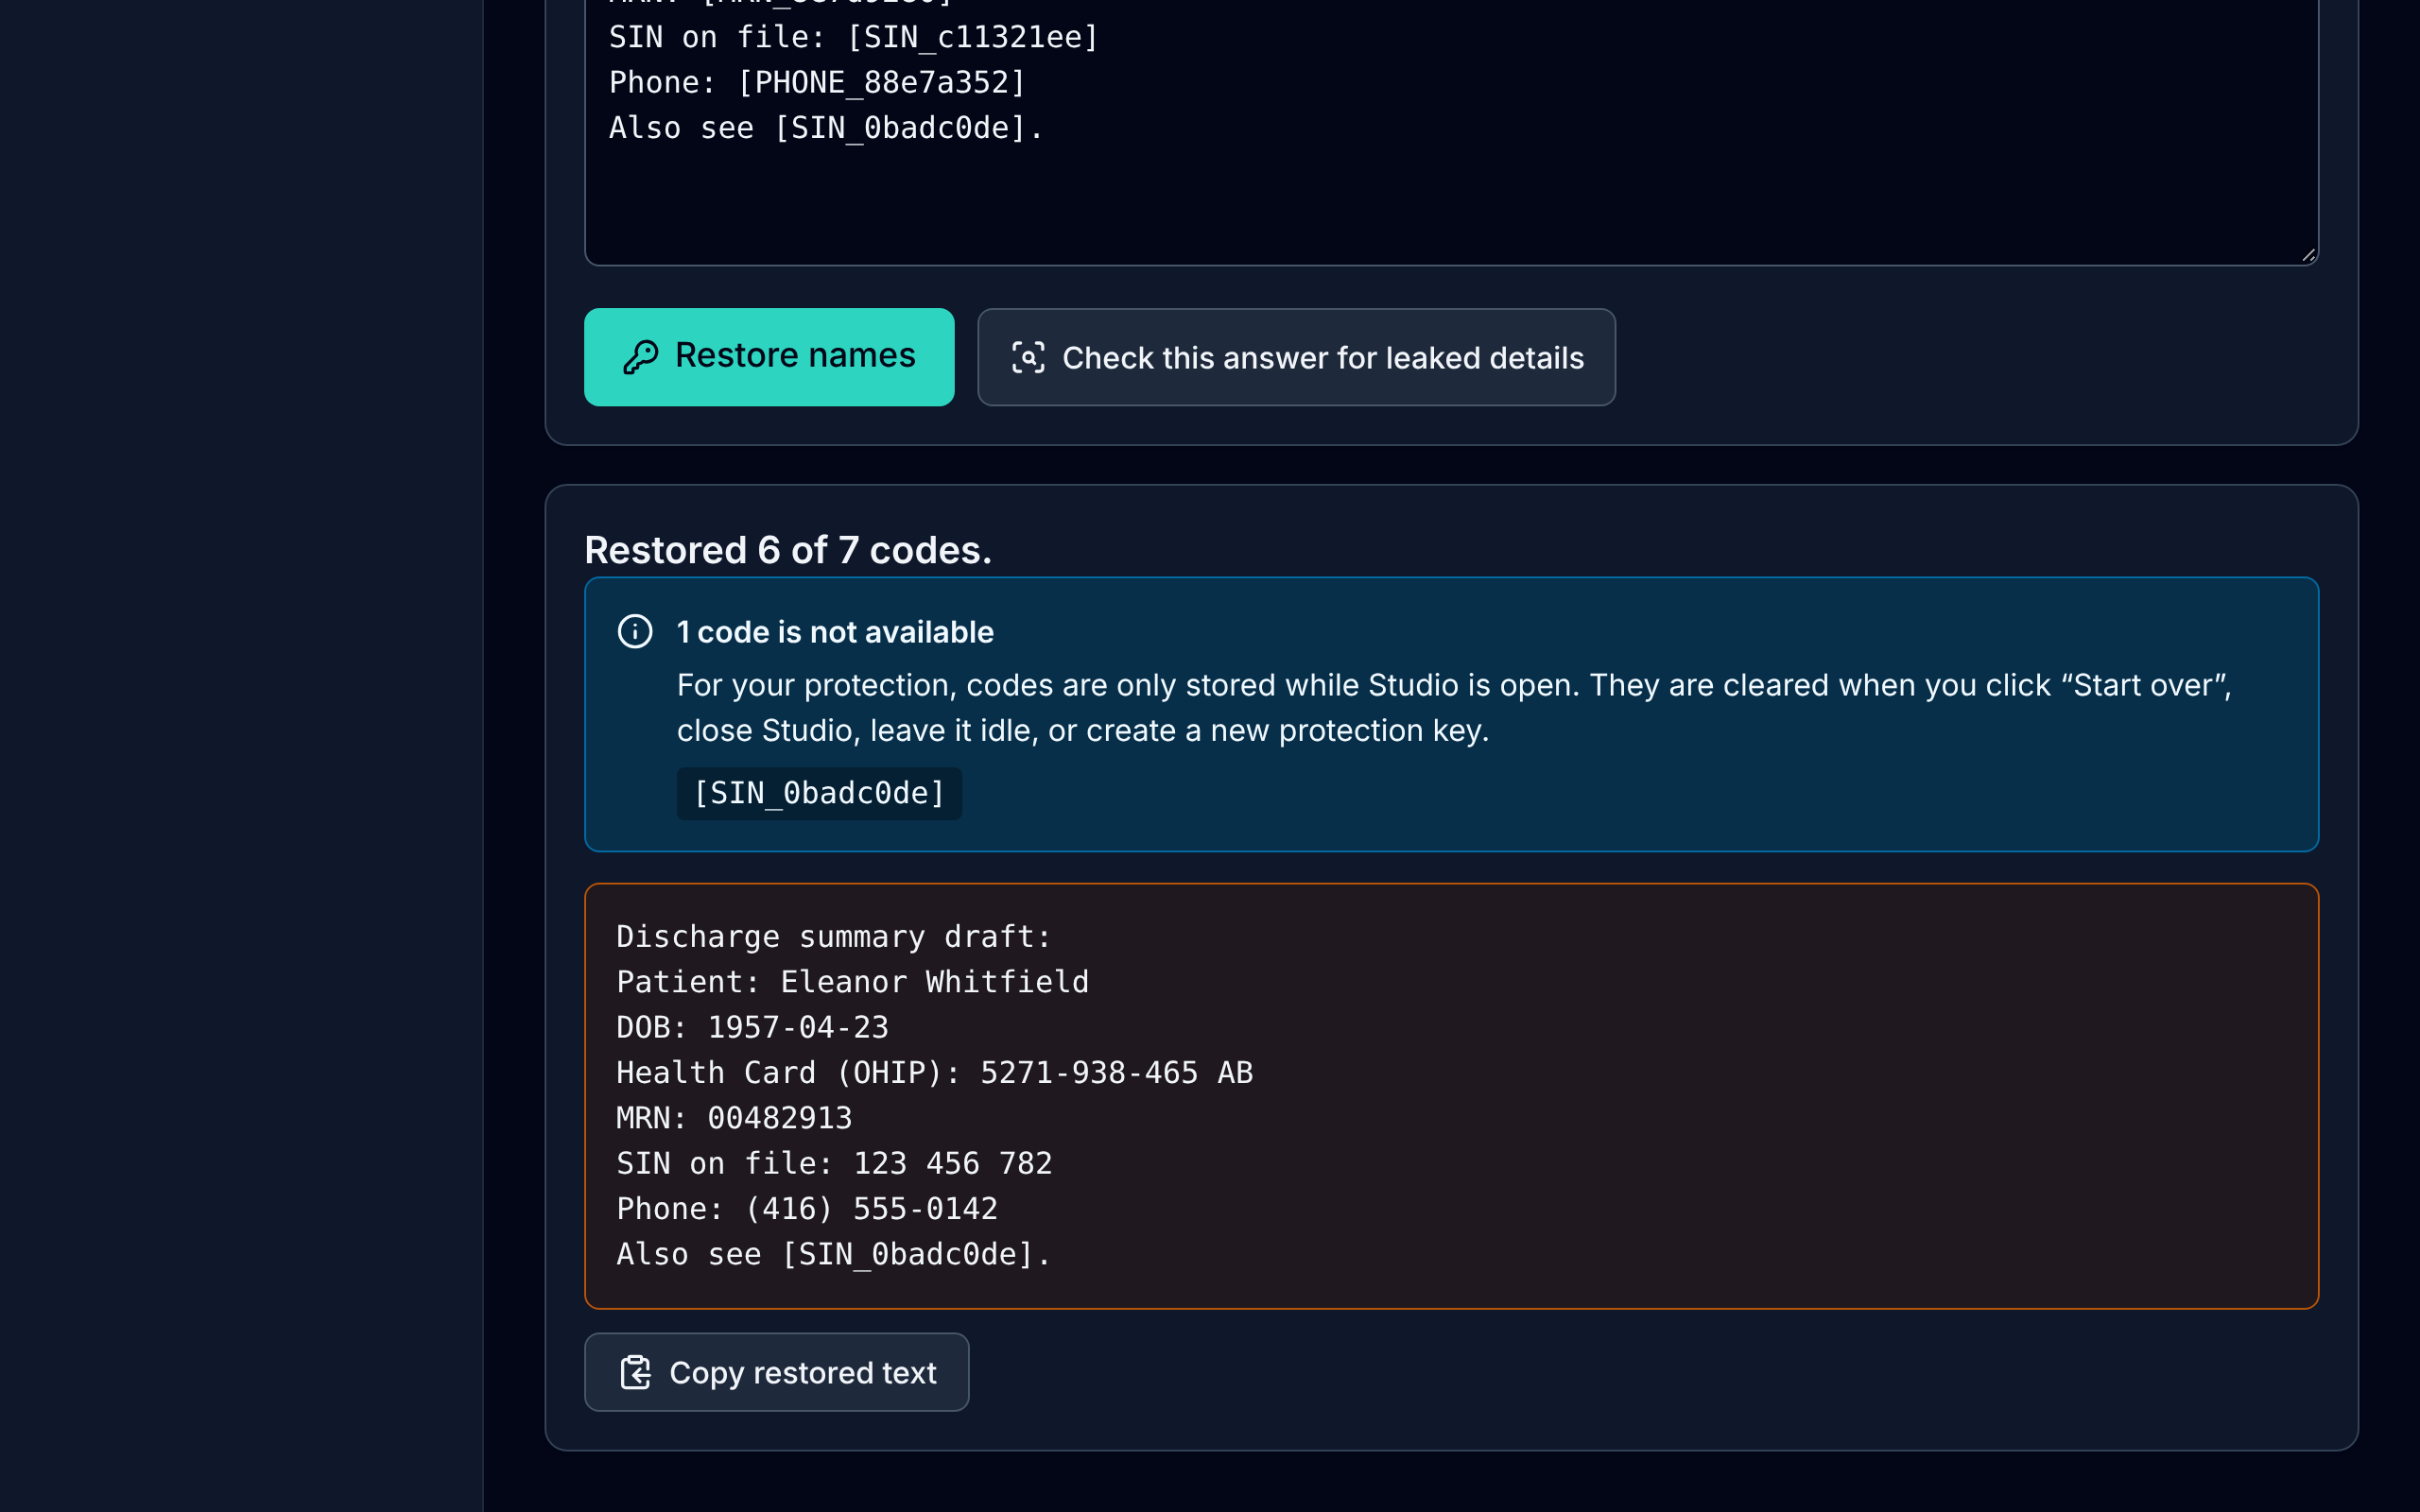 SIN on file: [SIN_c11321ee]
Phone: [PHONE_88e7a352]
Also see [SIN_0badc0de].
Restore names
Check this answer for leaked details
Restored 6 of 7 codes.
1 code is not available
For your protection, codes are only stored while Studio is open. They are cleared when you click “Start over”,
close Studio, leave it idle, or create a new protection key.
[SIN_0badc0de]
Discharge summary draft:
Patient: Eleanor Whitfield
DOB: 1957-04-23
Health Card (OHIP): 5271-938-465 AB
MRN: 00482913
SIN on file: 123 456 782
Phone: (416) 555-0142
Also see [SIN_0badc0de].
Copy restored text